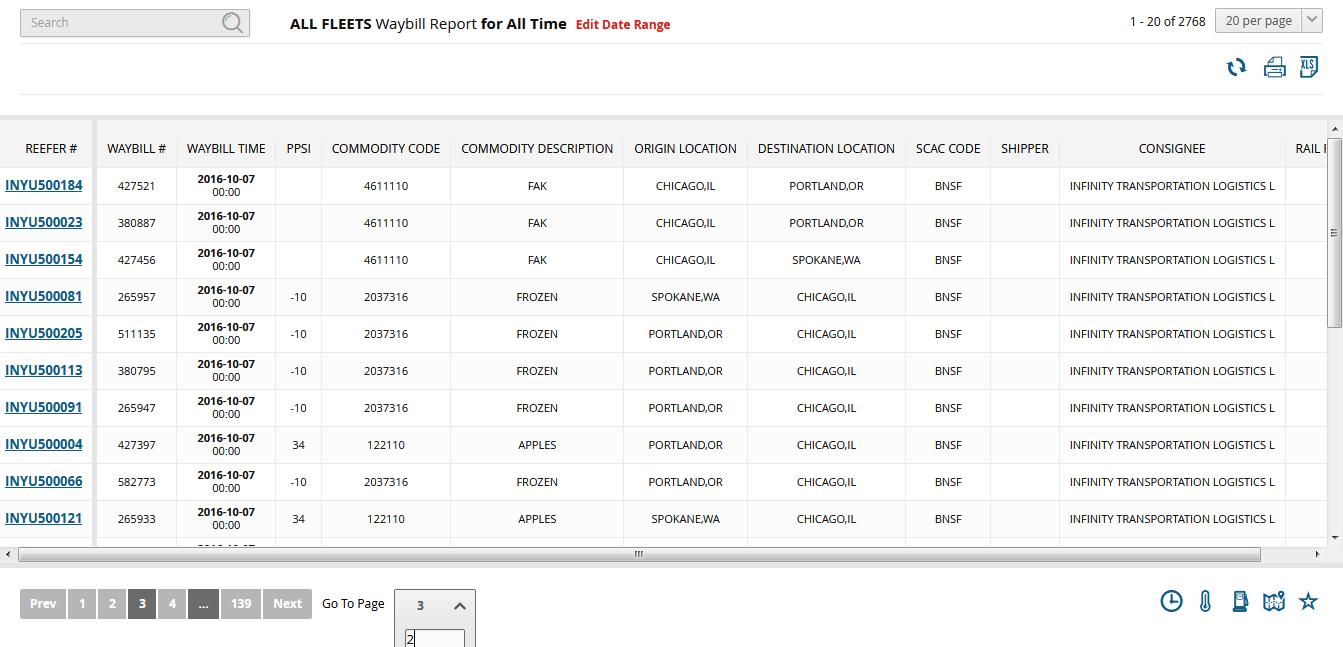 Search
ALL FLEETS Waybill Report for All Time Edit Date Range
1 - 20 of 2768 20 per page
XLS
REEFER # WAYBILL # WAYBILL TIME PPSI COMMODITY CODE COMMODITY DESCRIPTION ORIGIN LOCATION DESTINATION LOCATION SCAC CODE SHIPPER CONSIGNEE RAIL
INYU500184 427521 2016-10-07 00:00 4611110 FAK CHICAGO,IL PORTLAND,OR BNSF INFINITY TRANSPORTATION LOGISTICS L
INYU500023 380887 2016-10-07 00:00 4611110 FAK CHICAGO,IL PORTLAND,OR BNSF INFINITY TRANSPORTATION LOGISTICS L
INYU500154 427456 2016-10-07 00:00 4611110 FAK CHICAGO,IL SPOKANE,WA BNSF INFINITY TRANSPORTATION LOGISTICS L
INYU500081 265957 2016-10-07 00:00 -10 2037316 FROZEN SPOKANE,WA CHICAGO,IL BNSF INFINITY TRANSPORTATION LOGISTICS L
INYU500205 511135 2016-10-07 00:00 -10 2037316 FROZEN PORTLAND,OR CHICAGO,IL BNSF INFINITY TRANSPORTATION LOGISTICS L
INYU500113 380795 2016-10-07 00:00 -10 2037316 FROZEN PORTLAND,OR CHICAGO,IL BNSF INFINITY TRANSPORTATION LOGISTICS L
INYU500091 265947 2016-10-07 00:00 -10 2037316 FROZEN PORTLAND,OR CHICAGO,IL BNSF INFINITY TRANSPORTATION LOGISTICS L
INYU500004 427397 2016-10-07 00:00 34 122110 APPLES PORTLAND,OR CHICAGO,IL BNSF INFINITY TRANSPORTATION LOGISTICS L
INYU500066 582773 2016-10-07 00:00 -10 2037316 FROZEN PORTLAND,OR CHICAGO,IL BNSF INFINITY TRANSPORTATION LOGISTICS L
INYU500121 265933 2016-10-07 00:00 34 122110 APPLES SPOKANE,WA CHICAGO,IL BNSF INFINITY TRANSPORTATION LOGISTICS L
Prev 1 2 3 4 ... 139 Next Go To Page 3
2